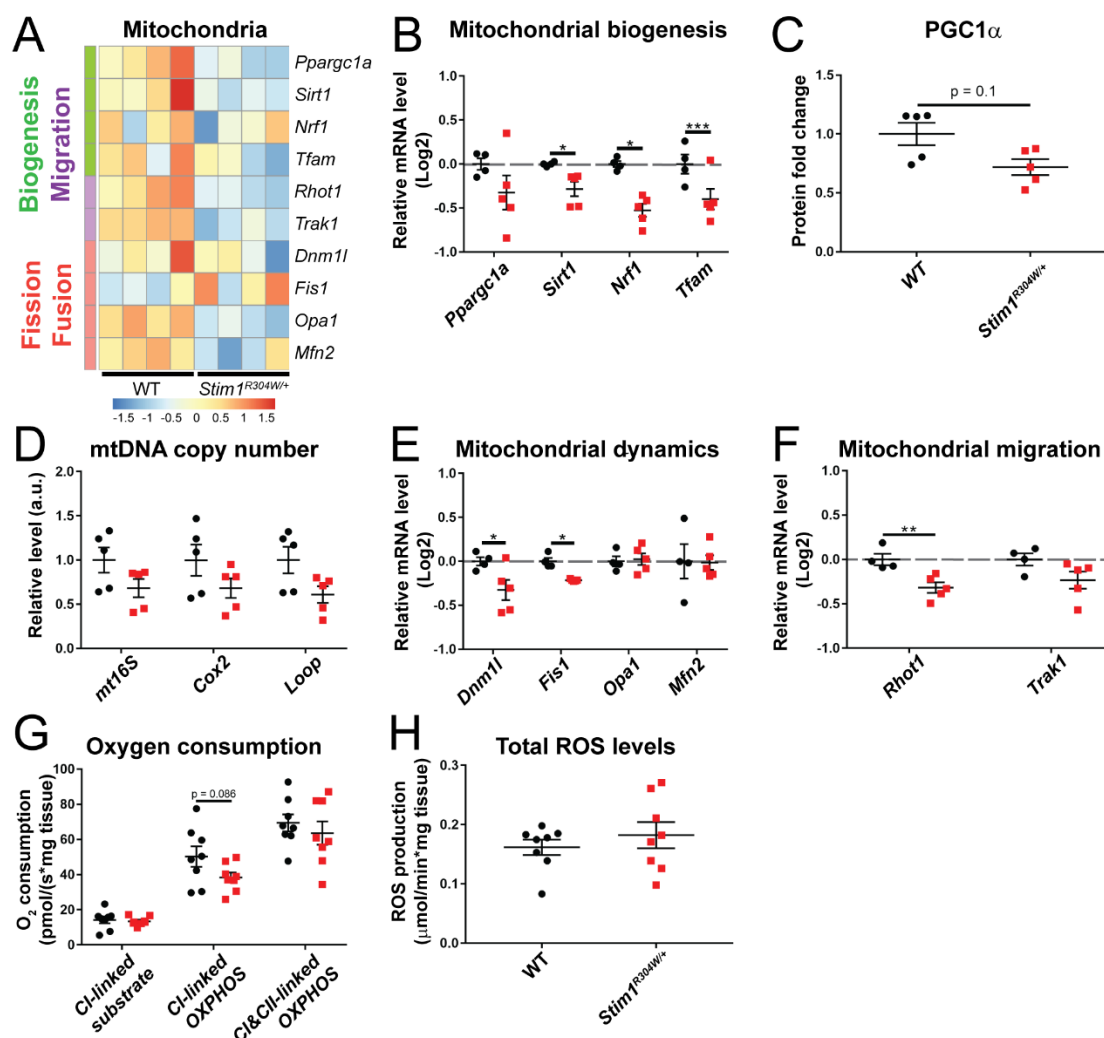 A Mitochondria
Biogenesis
Migration
Fission
Fusion
Ppargc1a
Sirt1
Nrf1
Tfam
Rhot1
Trak1
Dnm1l
Fis1
Opa1
Mfn2
WT Stim1R304W/+
-1.5 -1 -0.5 0 0.5 1.5
B Mitochondrial biogenesis
Relative mRNA level
(Log2)
1.0
0.5
0.0
-0.5
-1.0
* * ***
Ppargc1a Sirt1 Nrf1 Tfam
C PGC1α
Protein fold change
1.5
1.0
0.5
0.0
p = 0.1
WT Stim1R304W/+
D mtDNA copy number
Relative level (a.u.)
2.0
1.5
1.0
0.5
0.0
mt16S Cox2 Loop
E Mitochondrial dynamics
Relative mRNA level
(Log2)
1.0
0.5
0.0
-0.5
-1.0
* *
Dnm1l Fis1 Opa1 Mfn2
F Mitochondrial migration
Relative mRNA level
(Log2)
1.0
0.5
0.0
-0.5
-1.0
**
Rhot1 Trak1
G Oxygen consumption
O2 consumption
(pmol/(s*mg tissue)
100
80
60
40
20
0
p = 0.086
CI-linked
substrate
CI-linked
OXPHOS
CI&CII-linked
OXPHOS
H Total ROS levels
ROS production
(μmol/min*mg tissue)
0.3
0.2
0.1
0.0
WT Stim1R304W/+